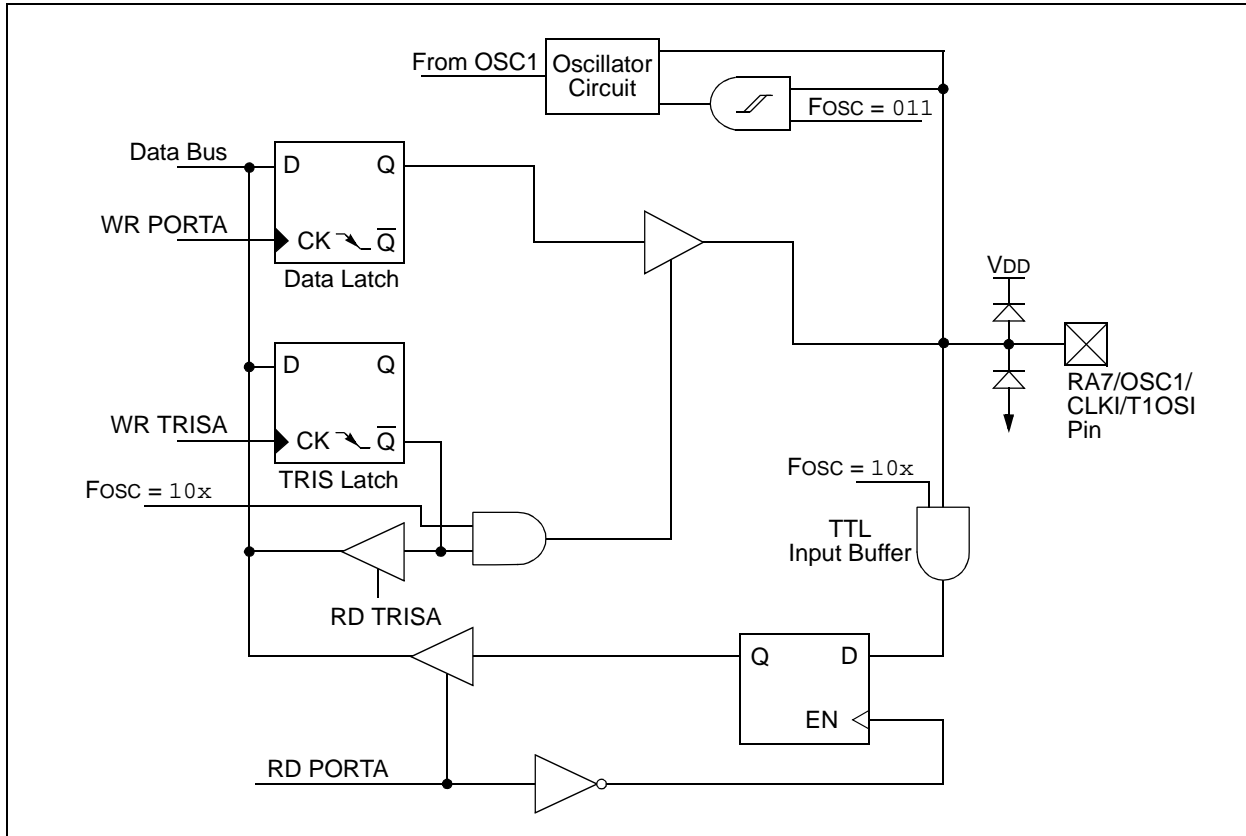 From OSC1
Oscillator
Circuit
FOSC = 011
Data Bus
D
Q
WR PORTA
CK
Q̅
Data Latch
VDD
D
Q
RA7/OSC1/
CLKI/T1OSI
Pin
WR TRISA
CK
Q̅
TRIS Latch
FOSC = 10x
FOSC = 10x
TTL
Input Buffer
RD TRISA
Q
D
EN
RD PORTA